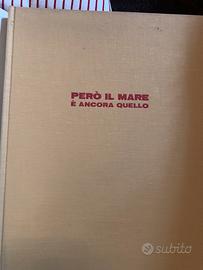 PERÒ IL MARE
È ANCORA QUELLO
subito